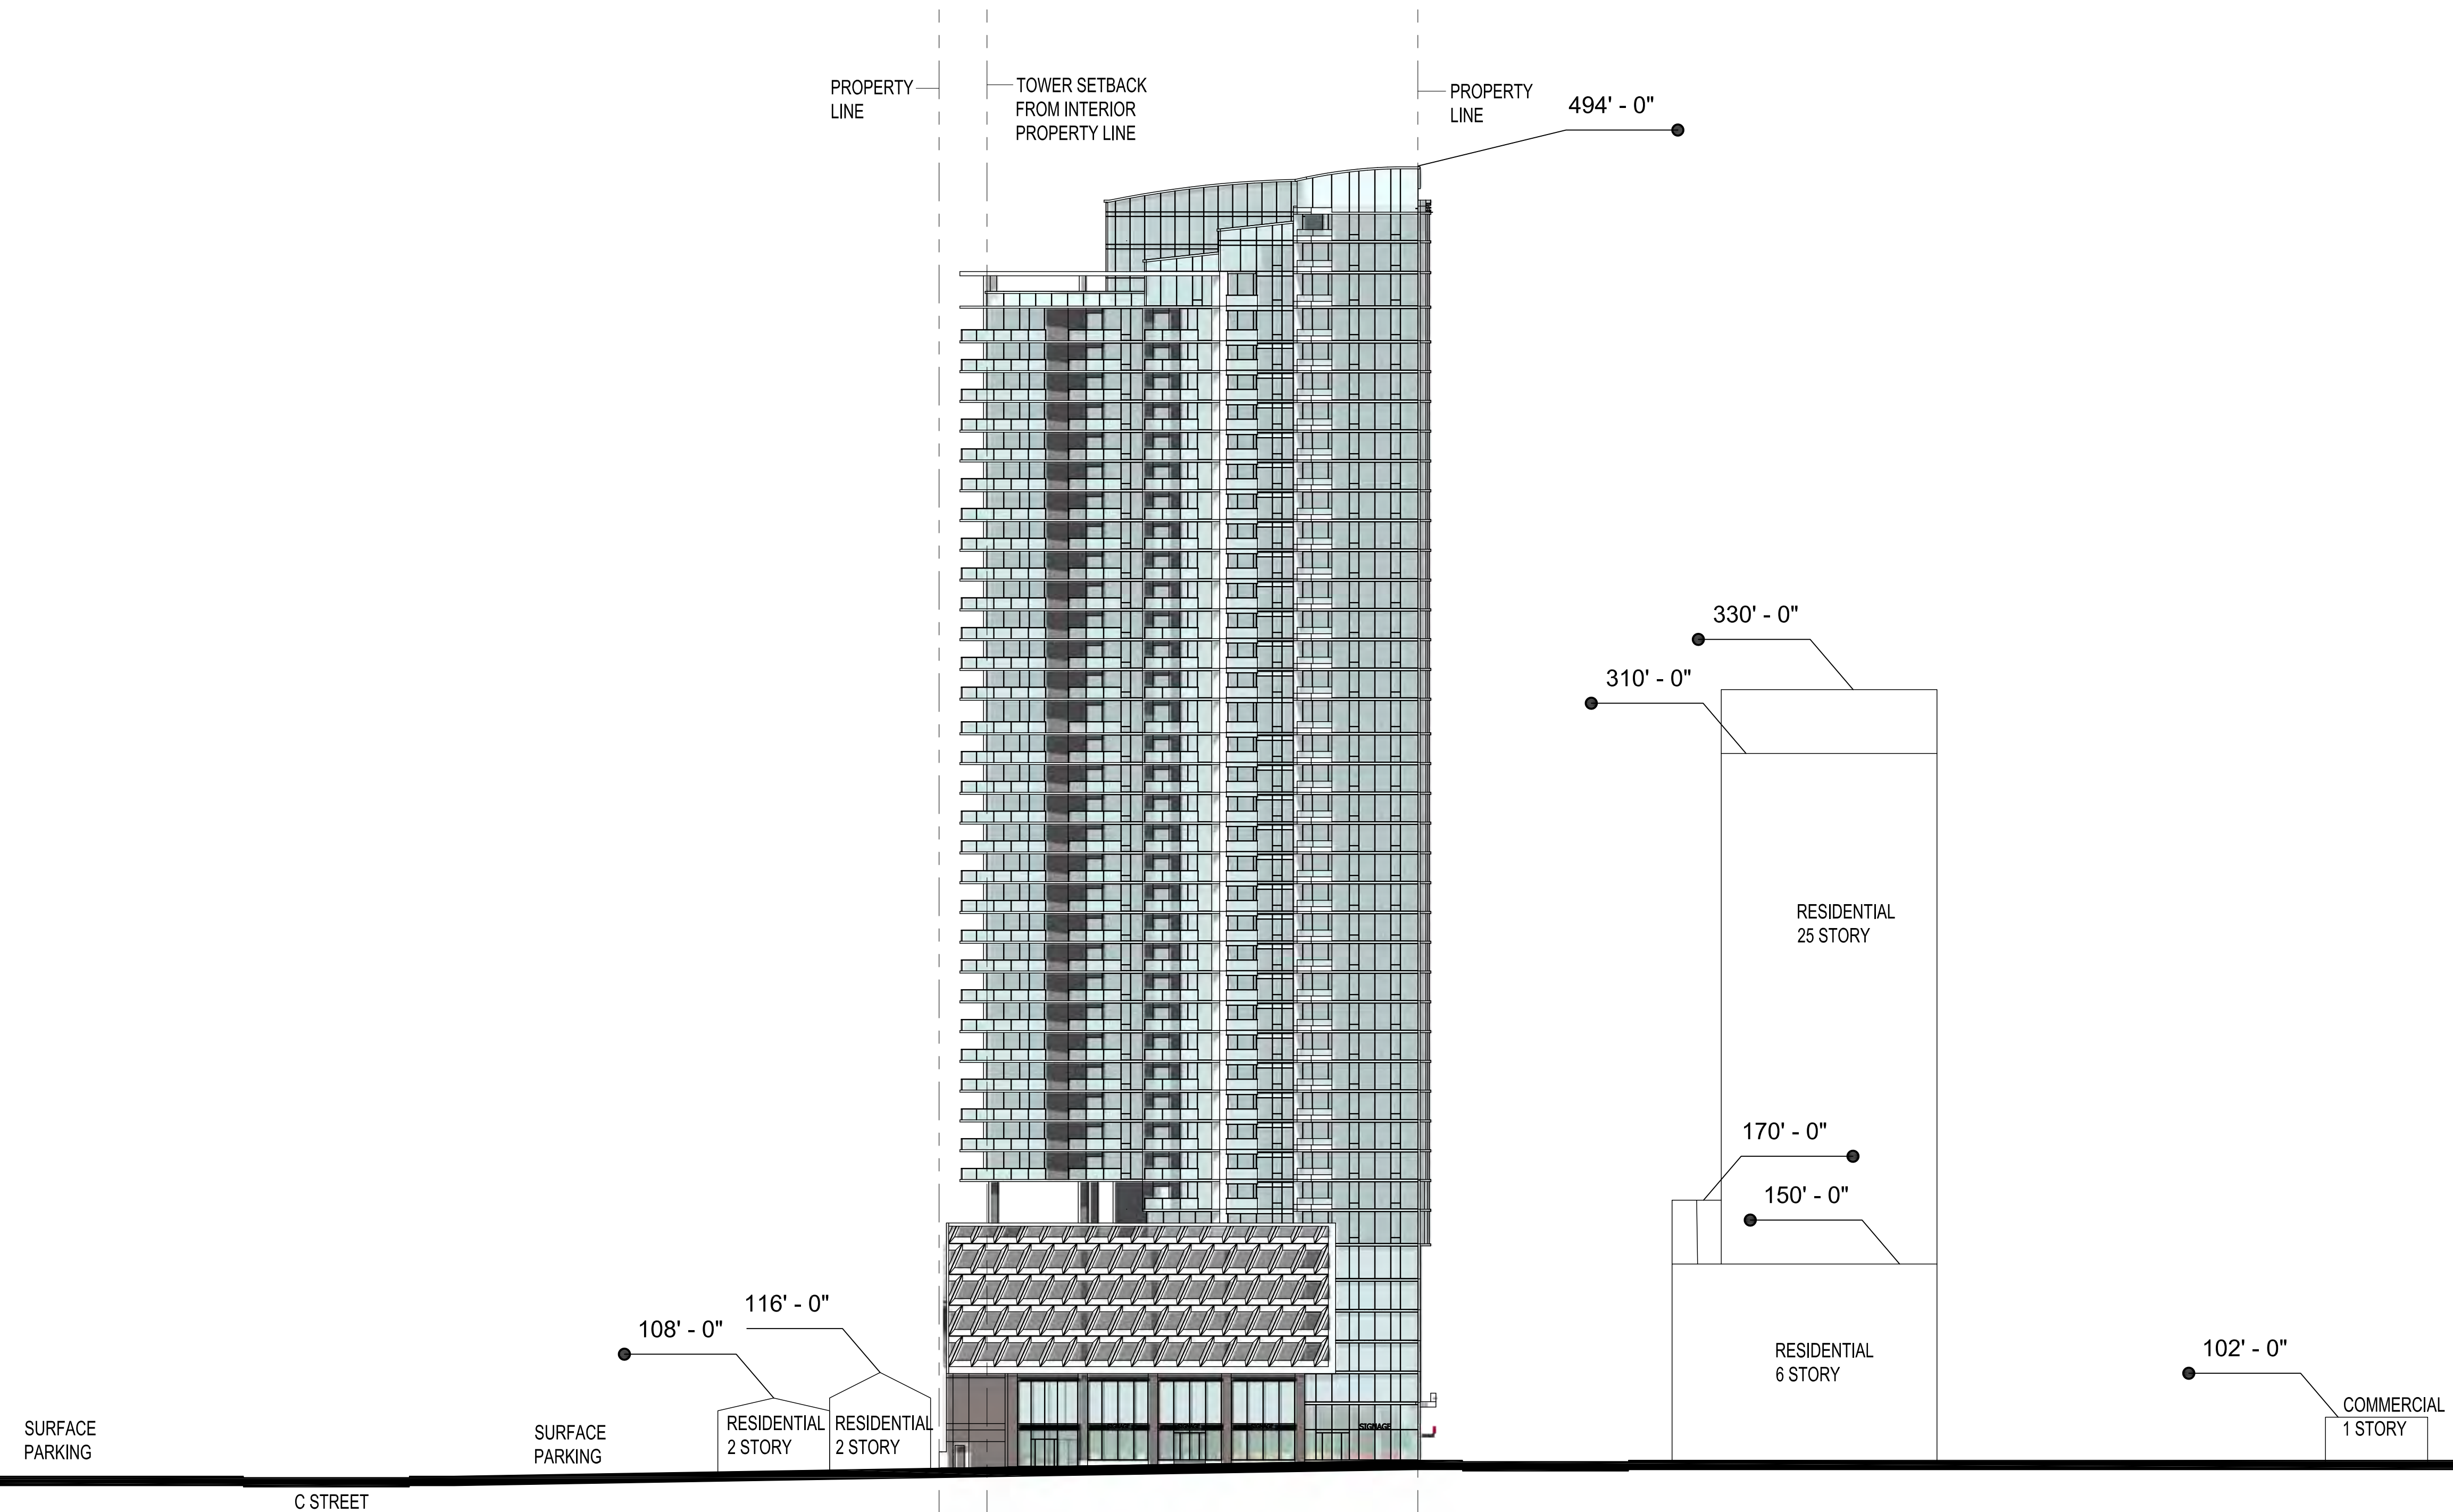 PROPERTY
LINE
TOWER SETBACK
FROM INTERIOR
PROPERTY LINE
PROPERTY
LINE
494' - 0"
330' - 0"
310' - 0"
RESIDENTIAL
25 STORY
170' - 0"
150' - 0"
116' - 0"
108' - 0"
RESIDENTIAL
6 STORY
102' - 0"
SURFACE
PARKING
SURFACE
PARKING
RESIDENTIAL
2 STORY
RESIDENTIAL
2 STORY
SIGNAGE
COMMERCIAL
1 STORY
C STREET